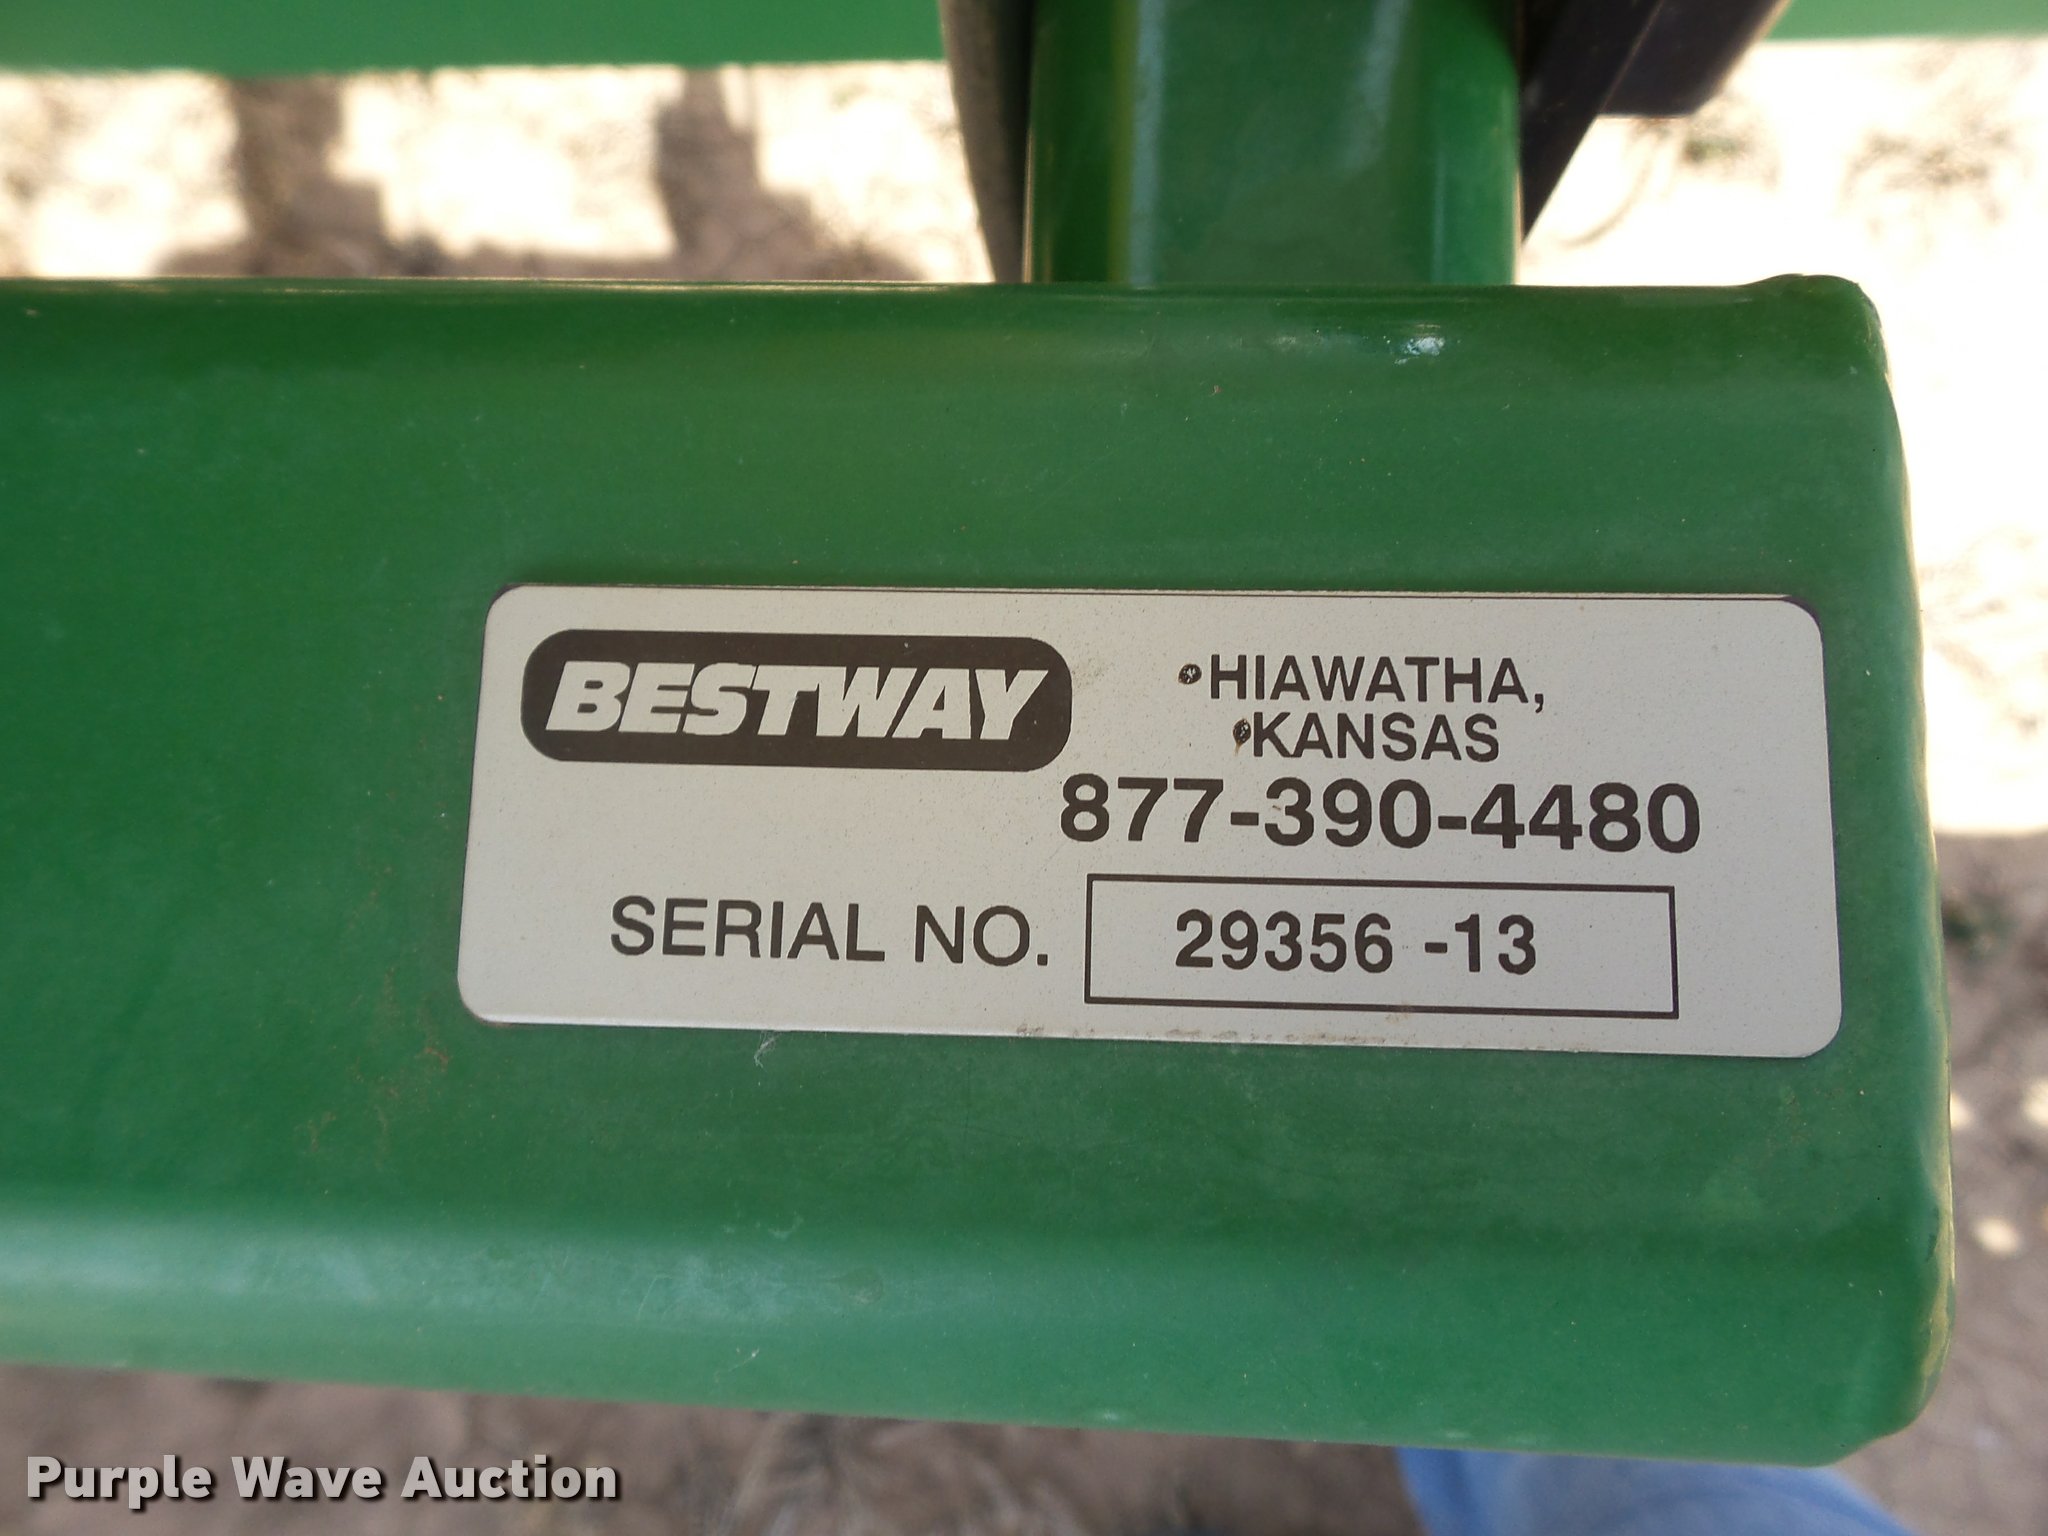 BESTWAY
HIAWATHA,
KANSAS
877-390-4480
SERIAL NO. 29356 -13
Purple Wave Auction